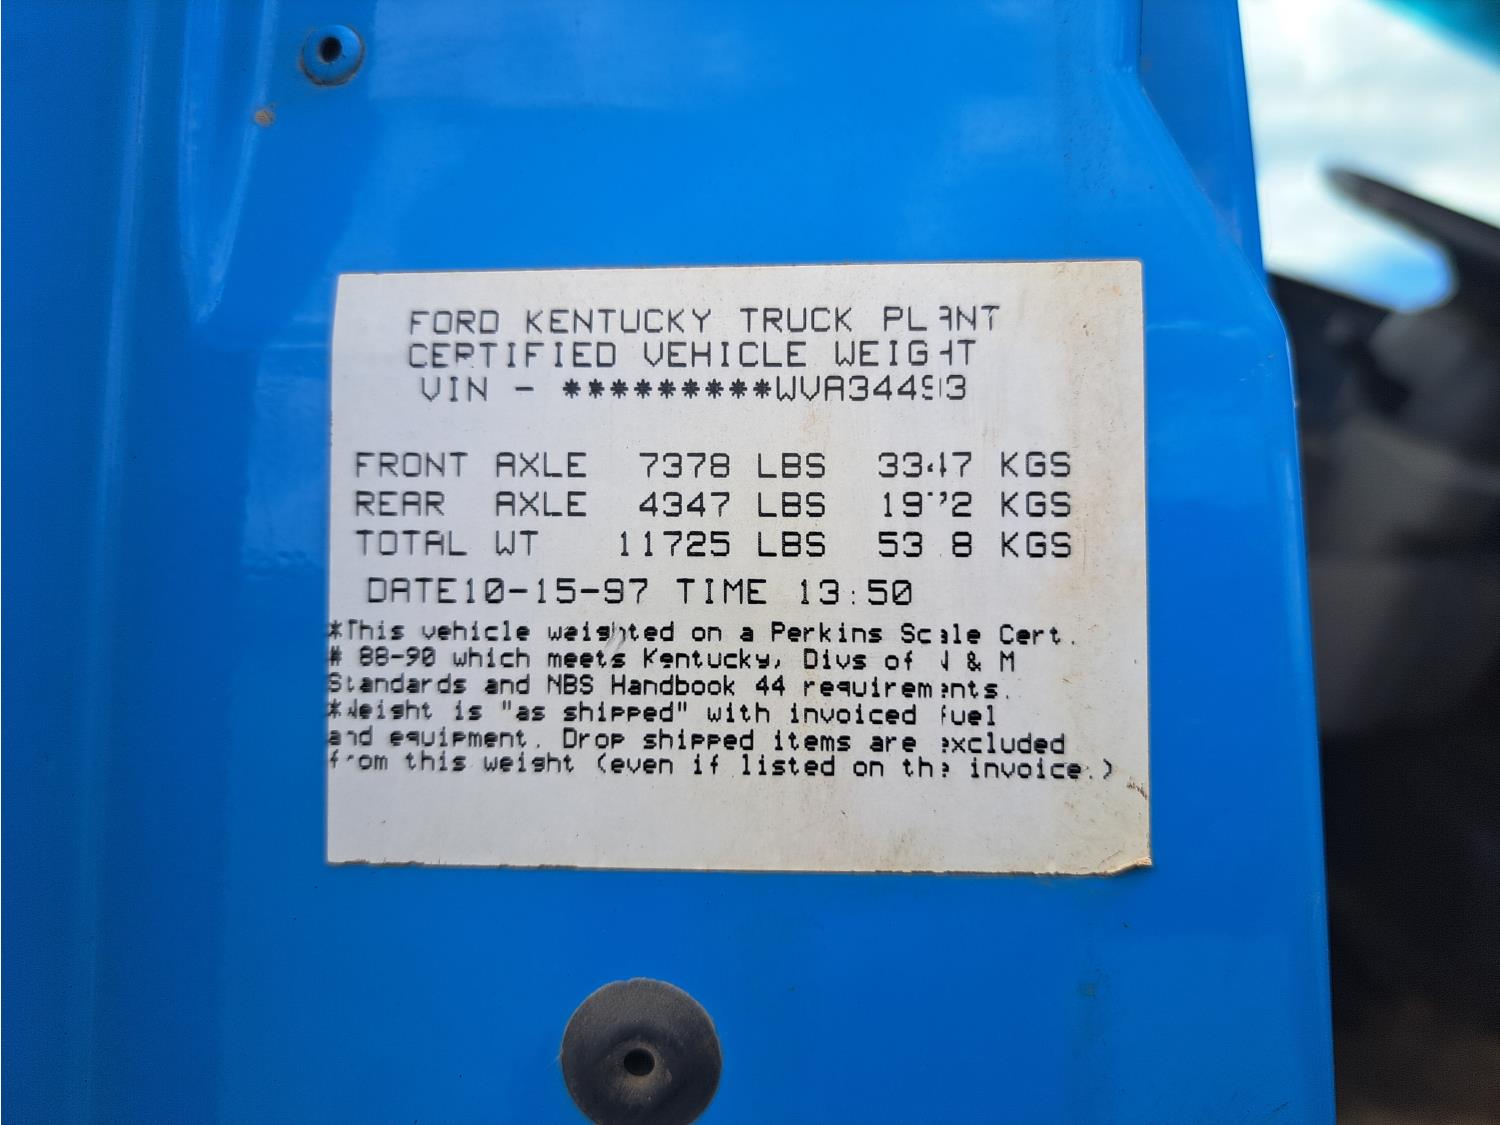 FORD KENTUCKY TRUCK PLANT
CERTIFIED VEHICLE WEIGHT
VIN -
FRONT AXLE 7378 LBS 3347 KGS
REAR AXLE 4347 LBS 1972 KGS
TOTAL WT 11725 LBS KGS
DATE10-15-97 TIME 13:50
*This vehicle weighted on a Perkins Scale Cert.
# 88-90 which meets Kentucky, Divs of & M
Standards and NBS Handbook 44 requirements.
*Weight is "as shipped" with invoiced fuel
and equipment. Drop shipped items are excluded
from this weight (even if listed on the invoice.)